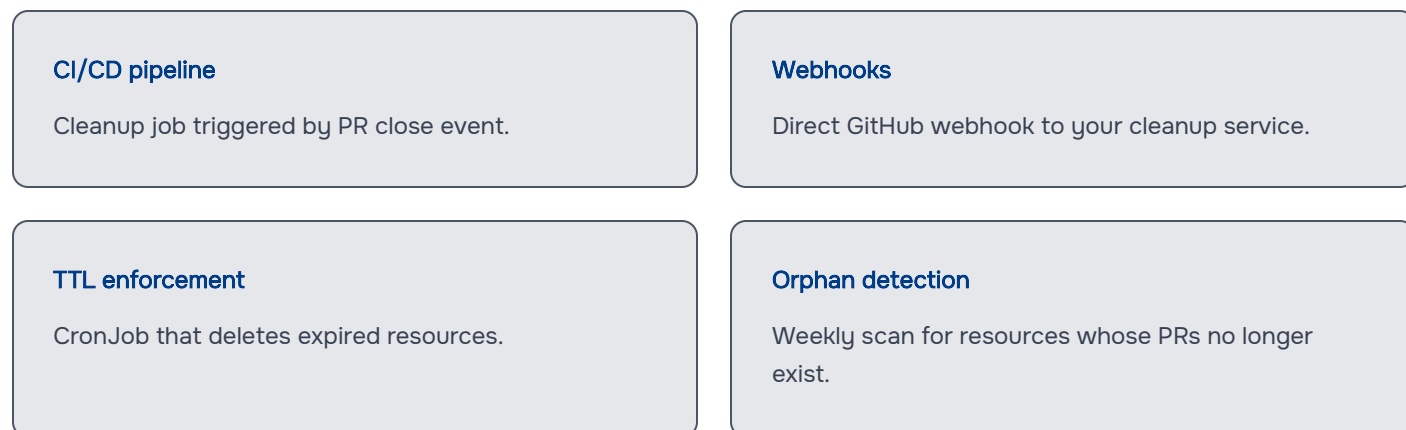 CI/CD pipeline
Cleanup job triggered by PR close event.
Webhooks
Direct GitHub webhook to your cleanup service.
TTL enforcement
CronJob that deletes expired resources.
Orphan detection
Weekly scan for resources whose PRs no longer
exist.